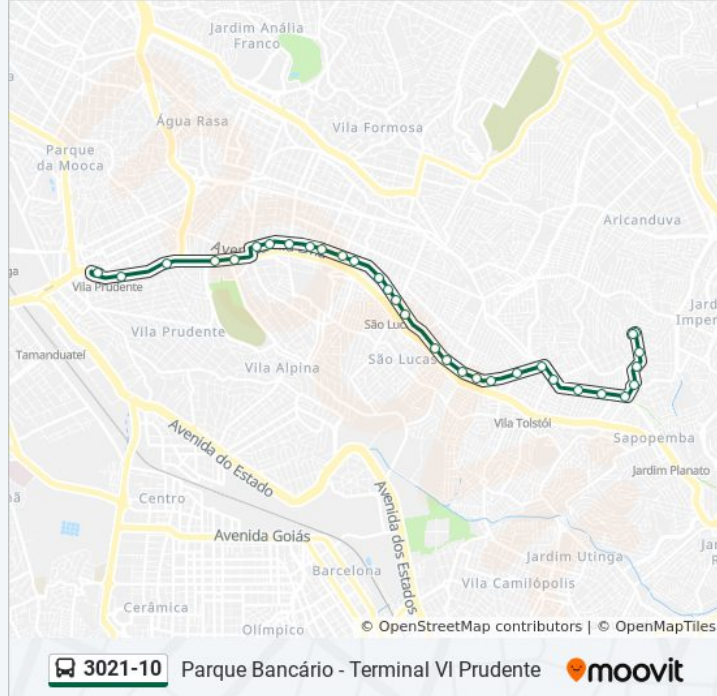 Jardim Anália
Franco
Água Rasa
Vila Formosa
Parque
da Mooca
Aricanduva
Vila Prudente
São Lucas
Vila Prudente
Tamanduateí
Vila Alpina
São Lucas
Vila Tolstói
Sapopemba
Avenida do Estado
Jardim Planalto
Centro
Avenida dos Estados
Avenida Goiás
Barcelona
Jardim Utinga
Vila Camilópolis
Cerâmica
Olímpico
© OpenStreetMap contributors | © OpenMapTiles
3021-10 Parque Bancário - Terminal Vl Prudente moovit